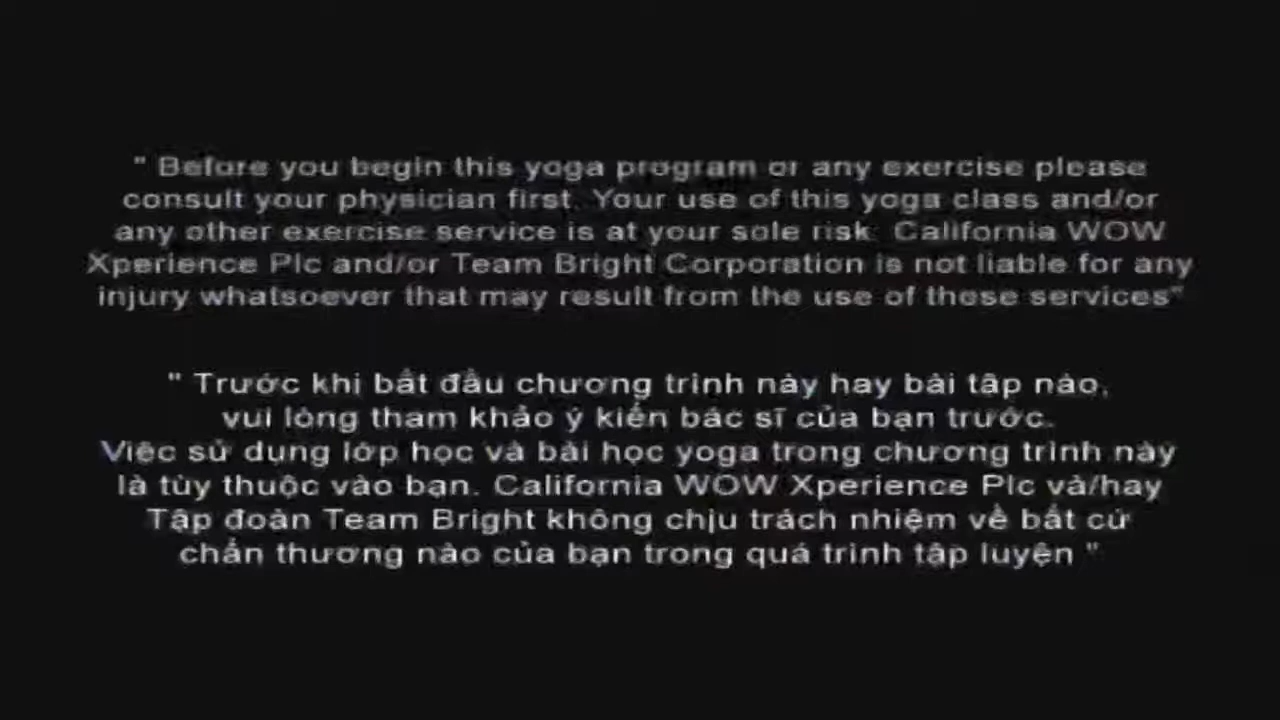 " Before you begin this yoga program or any exercise please
consult your physician first. Your use of this yoga class and/or
any other exercise service is at your sole risk. California WOW
Xperience Plc and/or Team Bright Corporation is not liable for any
injury whatsoever that may result from the use of these services"
" Trước khi bắt đầu chương trình này hay bài tập nào,
vui lòng tham khảo ý kiến bác sĩ của bạn trước.
Việc sử dụng lớp học và bài học yoga trong chương trình này
là tùy thuộc vào bạn. California WOW Xperience Plc và/hay
Tập đoàn Team Bright không chịu trách nhiệm về bất cứ
chấn thương nào của bạn trong quá trình tập luyện "